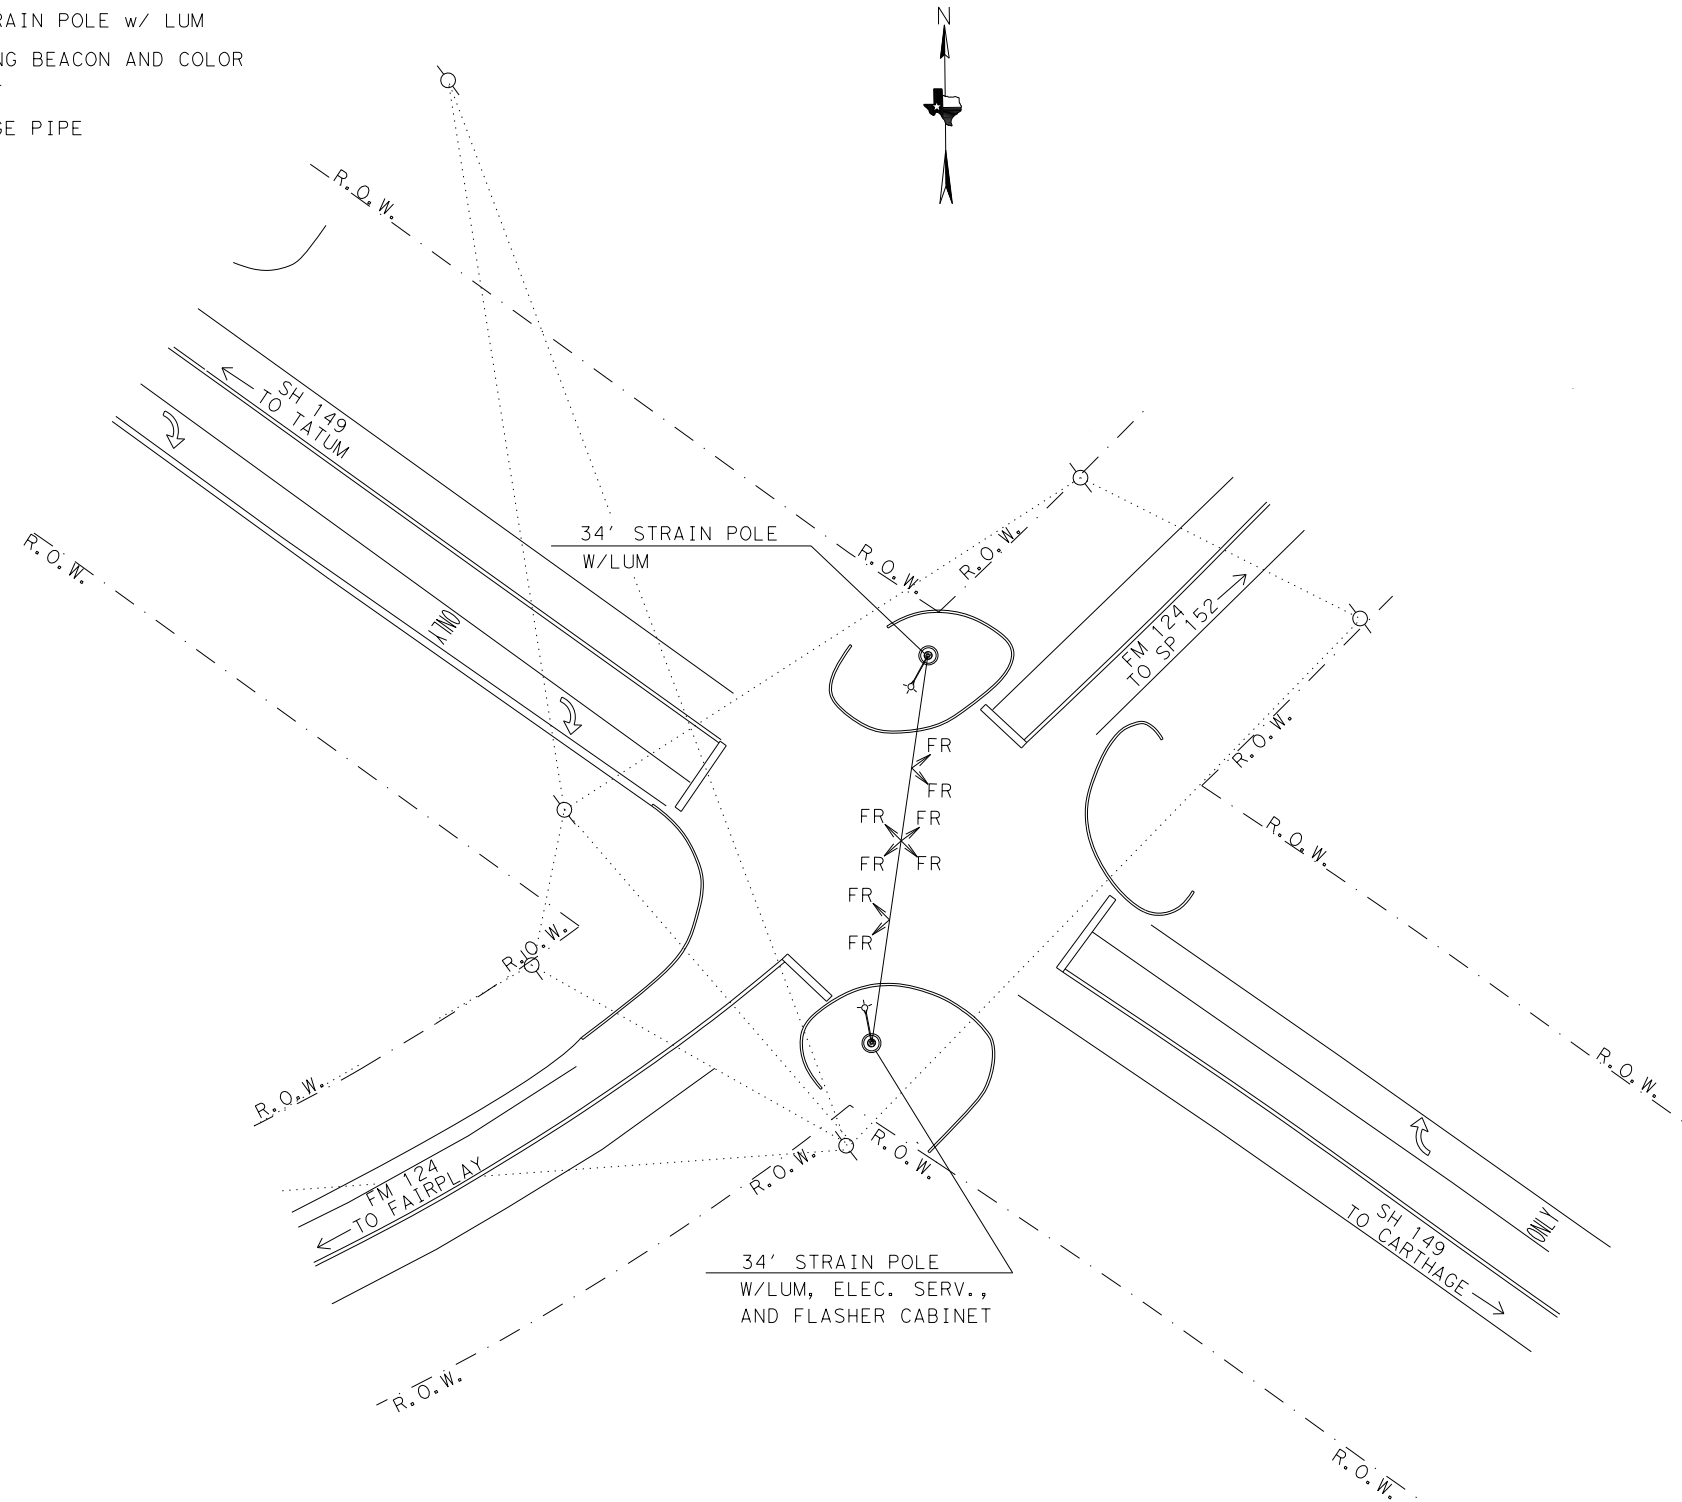 RAIN POLE w/ LUM
NG BEACON AND COLOR
GE PIPE
N
R.O.W.
SH 149
TO TATUM
34' STRAIN POLE
W/LUM
R.O.W.
R.O.W.
R.O.W.
ONLY
FM 124
TO SP 152
R.O.W.
FR
FR
FR
FR
FR
FR
FR
FR
R.O.W.
R.O.W.
R.O.W.
R.O.W.
R.O.W.
R.O.W.
FM 124
TO FAIRPLAY
SH 149
TO CARTHAGE
ONLY
34' STRAIN POLE
W/LUM, ELEC. SERV.,
AND FLASHER CABINET
R.O.W.
R.O.W.